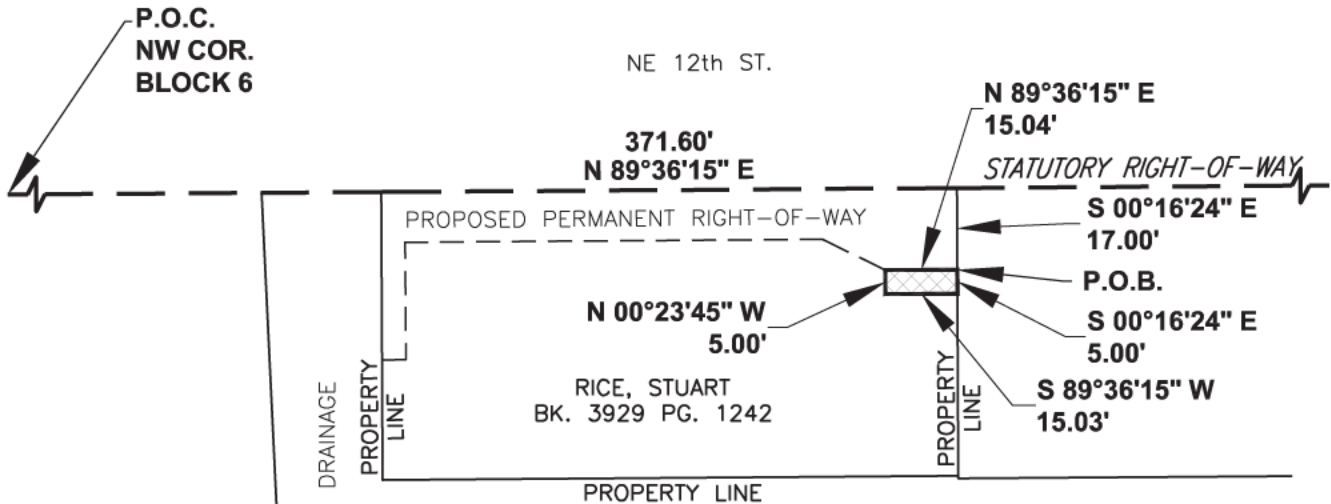 P.O.C.
NW COR.
BLOCK 6
NE 12th ST.
N 89°36'15" E
15.04'
371.60'
N 89°36'15" E
STATUTORY RIGHT-OF-WAY
PROPOSED PERMANENT RIGHT-OF-WAY
S 00°16'24" E
17.00'
P.O.B.
N 00°23'45" W
5.00'
S 00°16'24" E
5.00'
S 89°36'15" W
15.03'
RICE, STUART
BK. 3929 PG. 1242
DRAINAGE
PROPERTY
LINE
PROPERTY
LINE
PROPERTY LINE